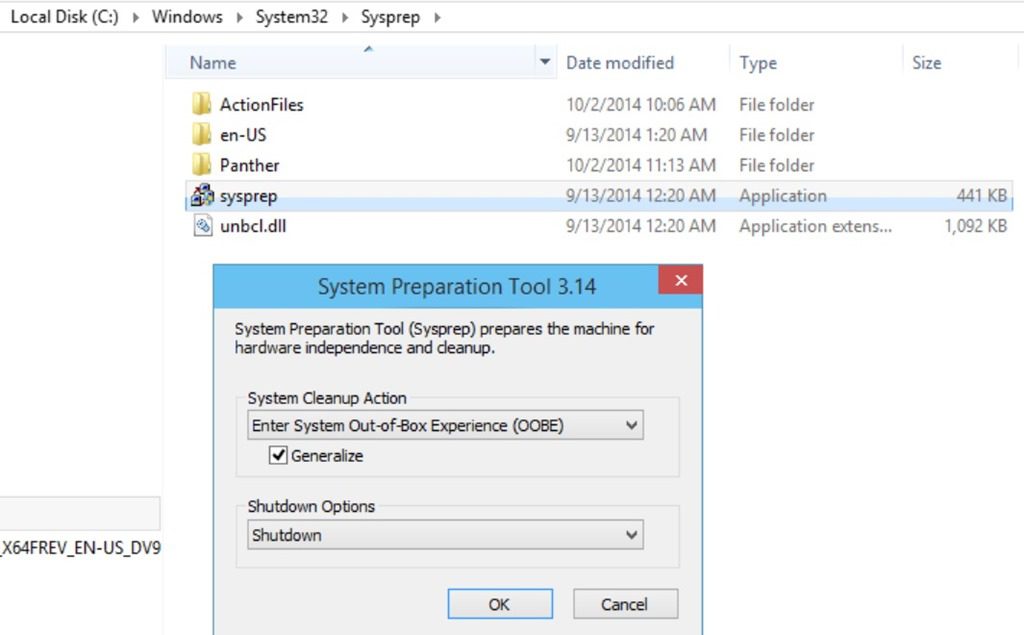 Local Disk (C:) Windows System32 Sysprep
Name Date modified Type Size
ActionFiles 10/2/2014 10:06 AM File folder
en-US 9/13/2014 1:20 AM File folder
Panther 10/2/2014 11:13 AM File folder
sysprep 9/13/2014 12:20 AM Application 441 KB
unbcl.dll 9/13/2014 12:20 AM Application extens... 1,092 KB
System Preparation Tool 3.14
System Preparation Tool (Sysprep) prepares the machine for
hardware independence and cleanup.
System Cleanup Action
Enter System Out-of-Box Experience (OOBE)
Generalize
Shutdown Options
Shutdown
_X64FREV_EN-US_DV9
OK Cancel